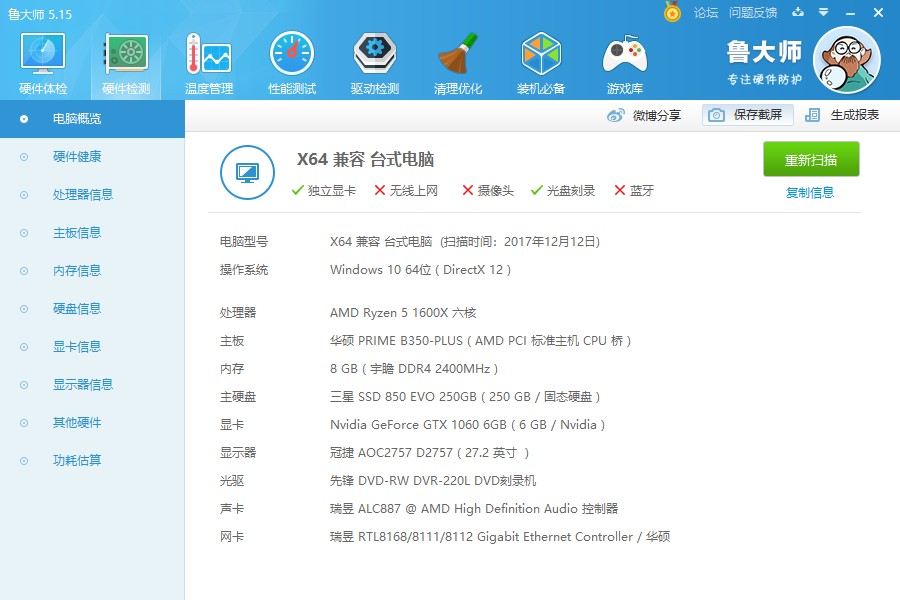 鲁大师 5.15
论坛 问题反馈
硬件体检 硬件检测 温度管理 性能测试 驱动检测 清理优化 装机必备 游戏库
鲁大师
专注硬件防护
微博分享 保存截屏 生成报表
电脑概览
硬件健康
处理器信息
主板信息
内存信息
硬盘信息
显卡信息
显示器信息
其他硬件
功耗估算
X64 兼容 台式电脑
独立显卡 无线上网 摄像头 光盘刻录 蓝牙
重新扫描
复制信息
电脑型号 X64 兼容 台式电脑 (扫描时间：2017年12月12日)
操作系统 Windows 10 64位 ( DirectX 12 )
处理器 AMD Ryzen 5 1600X 六核
主板 华硕 PRIME B350-PLUS ( AMD PCI 标准主机 CPU 桥 )
内存 8 GB ( 宇瞻 DDR4 2400MHz )
主硬盘 三星 SSD 850 EVO 250GB ( 250 GB / 固态硬盘 )
显卡 Nvidia GeForce GTX 1060 6GB ( 6 GB / Nvidia )
显示器 冠捷 AOC2757 D2757 ( 27.2 英寸 )
光驱 先锋 DVD-RW DVR-220L DVD刻录机
声卡 瑞昱 ALC887 @ AMD High Definition Audio 控制器
网卡 瑞昱 RTL8168/8111/8112 Gigabit Ethernet Controller / 华硕